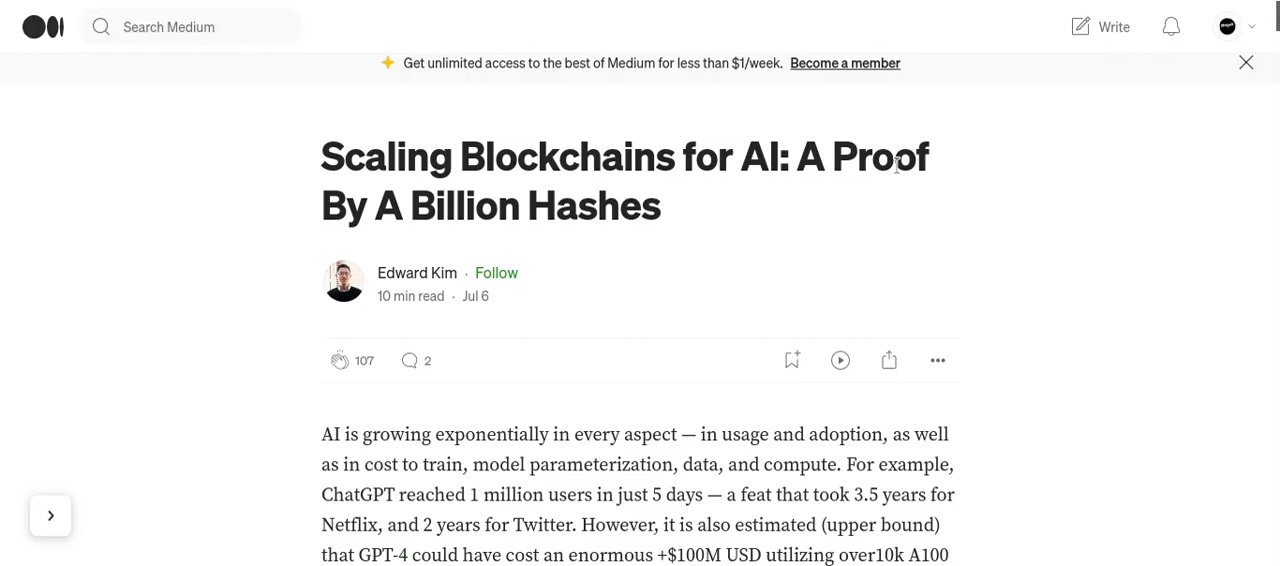 Search Medium
Write
Get unlimited access to the best of Medium for less than $1/week. Become a member
Scaling Blockchains for AI: A Proof
By A Billion Hashes
Edward Kim · Follow
10 min read · Jul 6
107
2
AI is growing exponentially in every aspect — in usage and adoption, as well
as in cost to train, model parameterization, data, and compute. For example,
ChatGPT reached 1 million users in just 5 days — a feat that took 3.5 years for
Netflix, and 2 years for Twitter. However, it is also estimated (upper bound)
that GPT-4 could have cost an enormous +$100M USD utilizing over10k A100